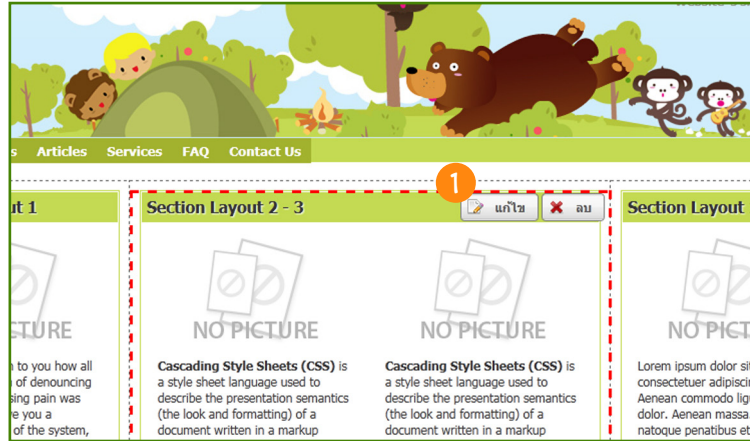 s Articles Services FAQ Contact Us
1
ut 1
Section Layout 2 - 3
แก้ไข
ลบ
Section Layout
CTURE
NO PICTURE
NO PICTURE
NO PICT
n to you how all
of denouncing
sing pain was
ve you a
of the system,
Cascading Style Sheets (CSS) is
a style sheet language used to
describe the presentation semantics
(the look and formatting) of a
document written in a markup
Cascading Style Sheets (CSS) is
a style sheet language used to
describe the presentation semantics
(the look and formatting) of a
document written in a markup
Lorem ipsum dolor sit
consectetuer adipiscin
Aenean commodo ligu
dolor. Aenean massa
natoque penatibus et